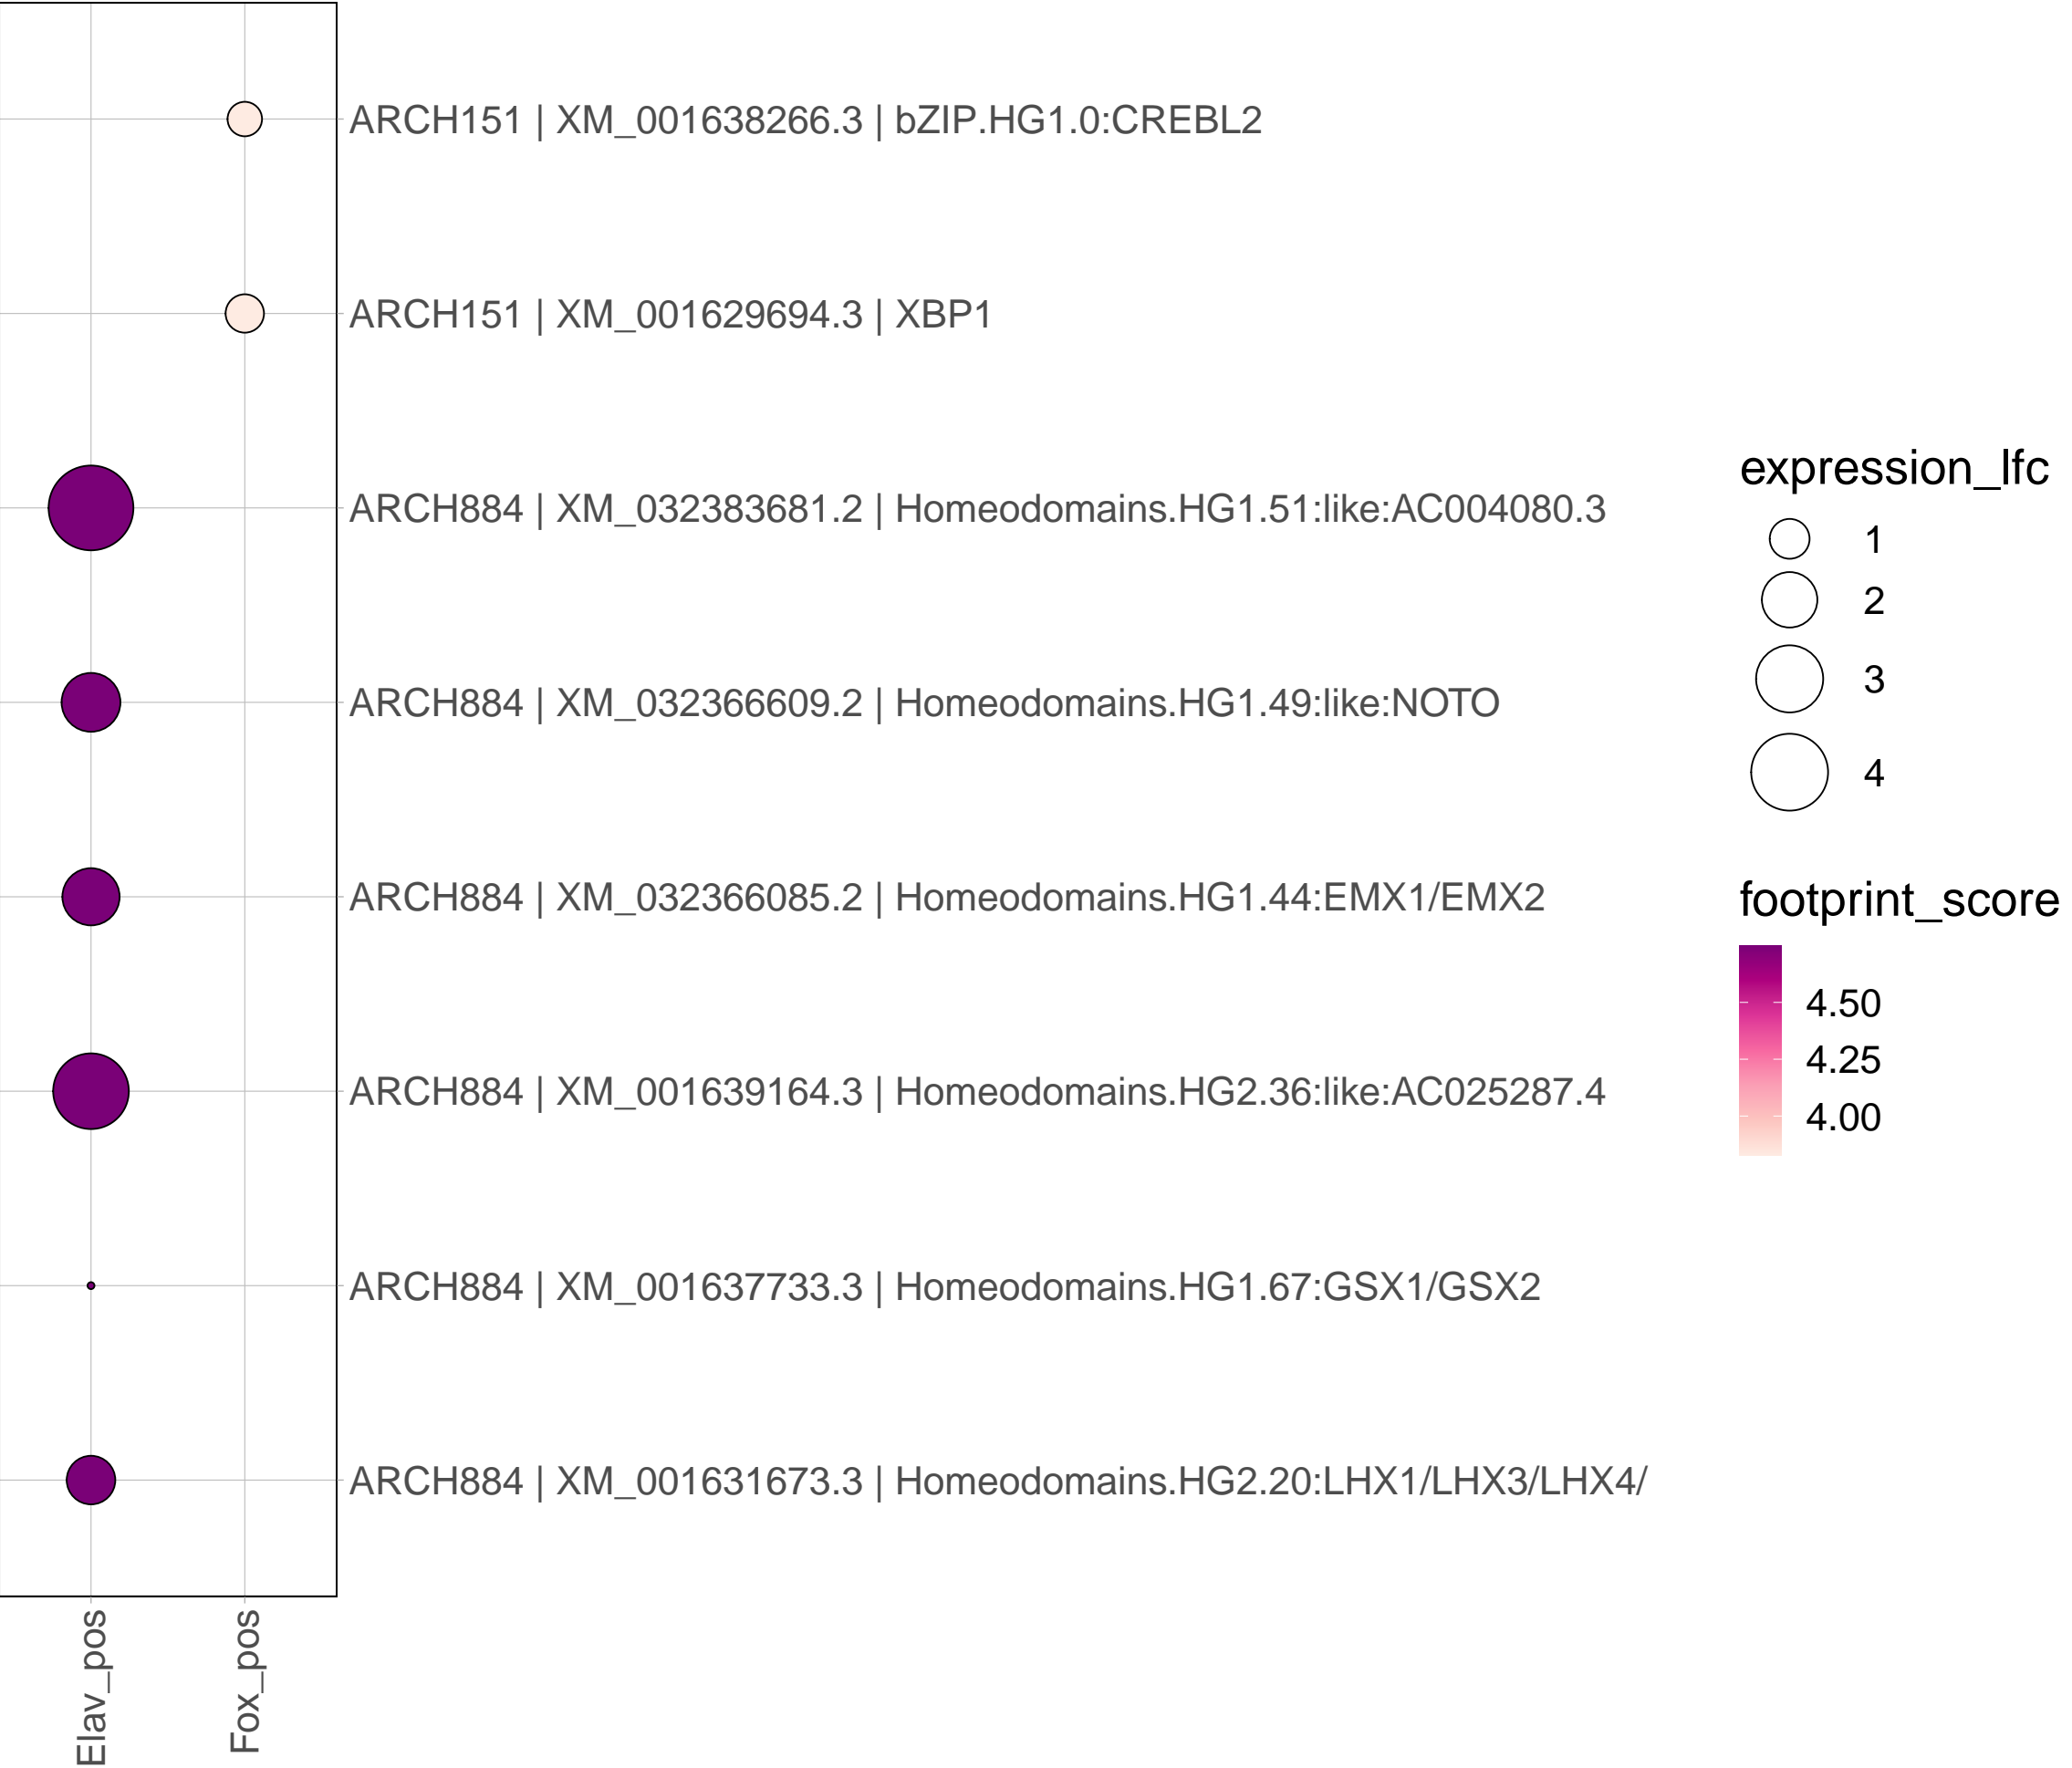 ARCH151 | XM_001638266.3 | bZIP.HG1.0:CREBL2
ARCH151 | XM_001629694.3 | XBP1
ARCH884 | XM_032383681.2 | Homeodomains.HG1.51:like:AC004080.3
ARCH884 | XM_032366609.2 | Homeodomains.HG1.49:like:NOTO
ARCH884 | XM_032366085.2 | Homeodomains.HG1.44:EMX1/EMX2
ARCH884 | XM_001639164.3 | Homeodomains.HG2.36:like:AC025287.4
ARCH884 | XM_001637733.3 | Homeodomains.HG1.67:GSX1/GSX2
ARCH884 | XM_001631673.3 | Homeodomains.HG2.20:LHX1/LHX3/LHX4/
Elav_pos
Fox_pos
expression_lfc
1
2
3
4
footprint_score
4.50
4.25
4.00